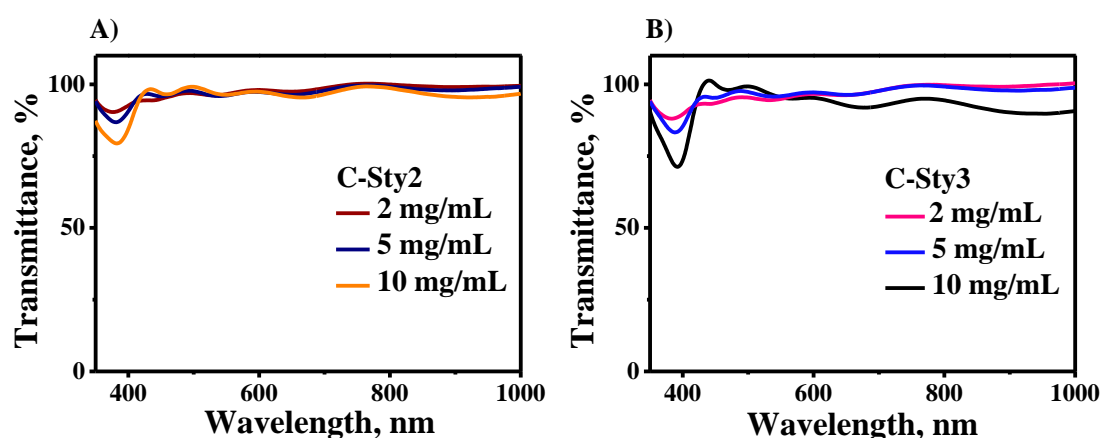 A)
Transmittance, %
100
50
0
C-Sty2
2 mg/mL
5 mg/mL
10 mg/mL
400
600
800
1000
Wavelength, nm
B)
Transmittance, %
100
50
0
C-Sty3
2 mg/mL
5 mg/mL
10 mg/mL
400
600
800
1000
Wavelength, nm